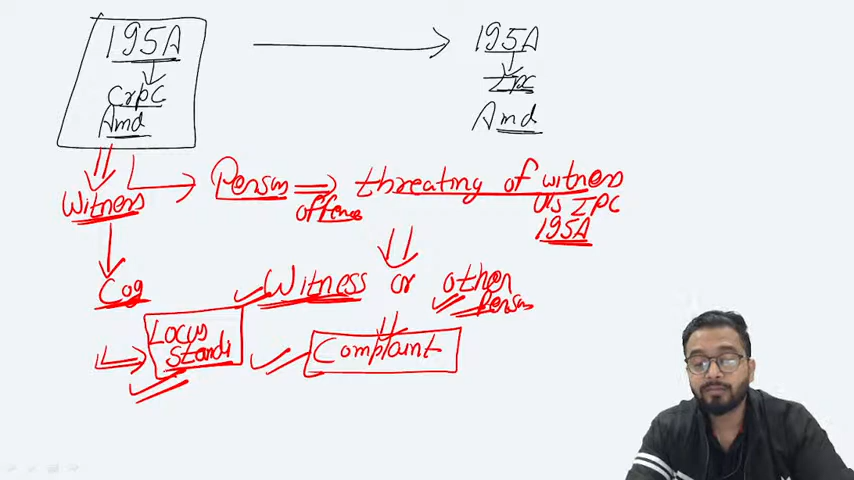 195A
CrPC
Amd
195A
IPC
Amd
Witness
Person
offence
threating of witness
U/s IPC
195A
Cog
Witness or other
Person
Locus
Standi
Complaint